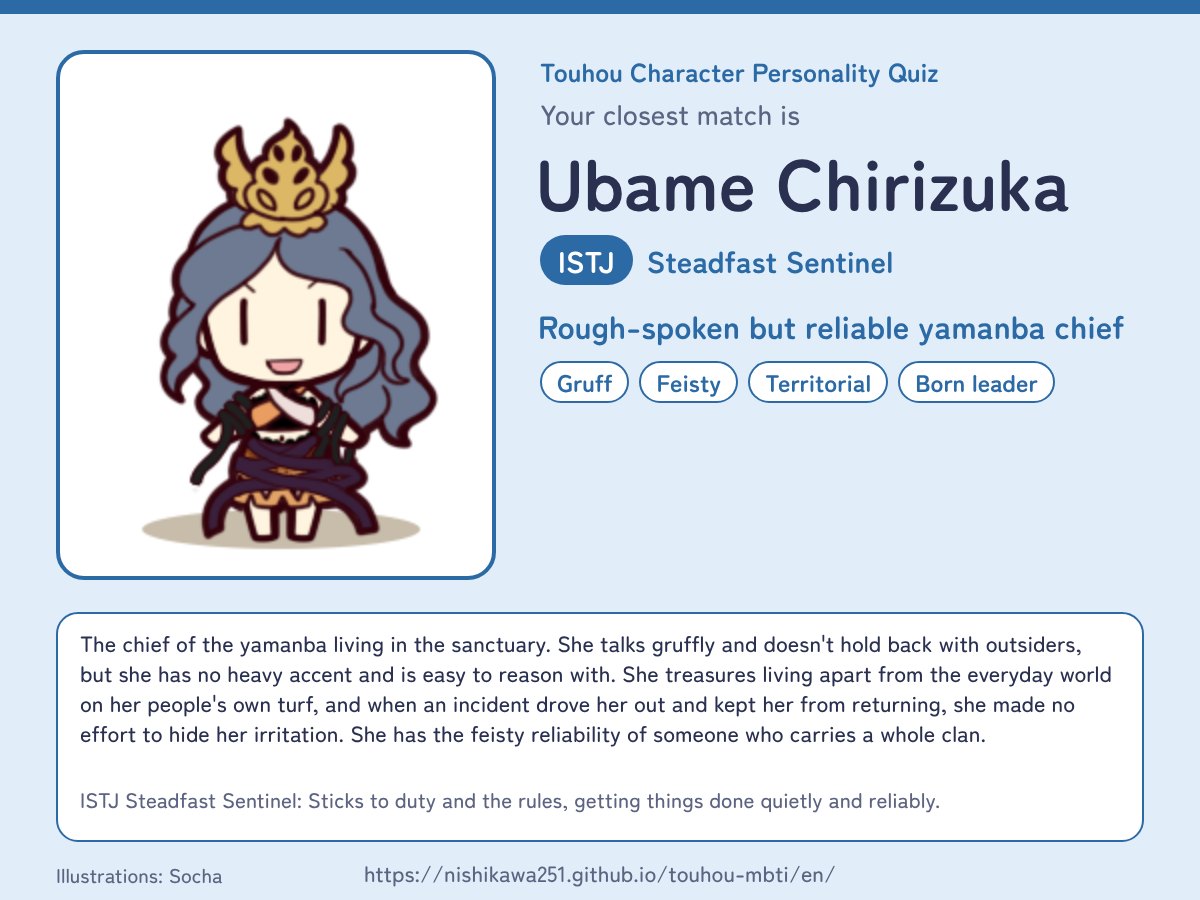 Touhou Character Personality Quiz
Your closest match is
Ubame Chirizuka
ISTJ Steadfast Sentinel
Rough-spoken but reliable yamanba chief
Gruff Feisty Territorial Born leader
The chief of the yamanba living in the sanctuary. She talks gruffly and doesn't hold back with outsiders,
but she has no heavy accent and is easy to reason with. She treasures living apart from the everyday world
on her people's own turf, and when an incident drove her out and kept her from returning, she made no
effort to hide her irritation. She has the feisty reliability of someone who carries a whole clan.
ISTJ Steadfast Sentinel: Sticks to duty and the rules, getting things done quietly and reliably.
Illustrations: Socha https://nishikawa251.github.io/touhou-mbti/en/